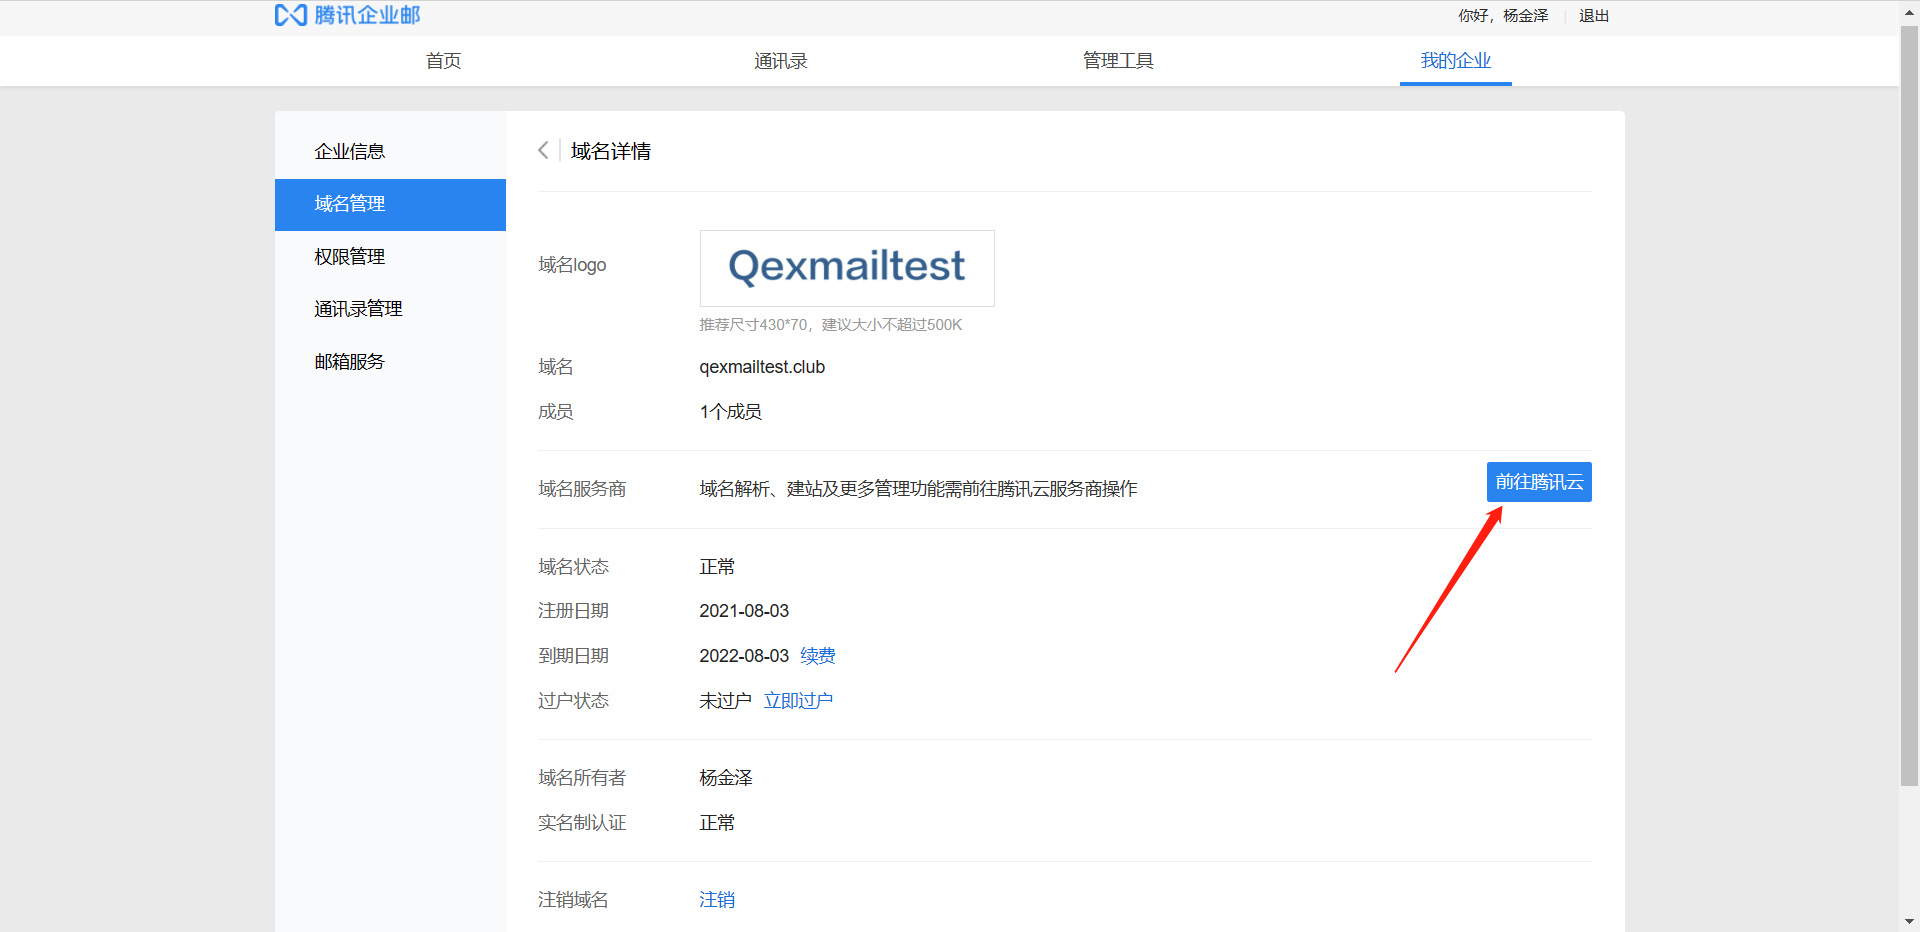 腾讯企业邮
你好，杨金泽 退出
首页 通讯录 管理工具 我的企业
企业信息
域名管理
权限管理
通讯录管理
邮箱服务
域名详情
域名logo
Qexmailtest
推荐尺寸430*70，建议大小不超过500K
域名 qexmailtest.club
成员 1个成员
域名服务商 域名解析、建站及更多管理功能需前往腾讯云服务商操作 前往腾讯云
域名状态 正常
注册日期 2021-08-03
到期日期 2022-08-03 续费
过户状态 未过户 立即过户
域名所有者 杨金泽
实名制认证 正常
注销域名 注销